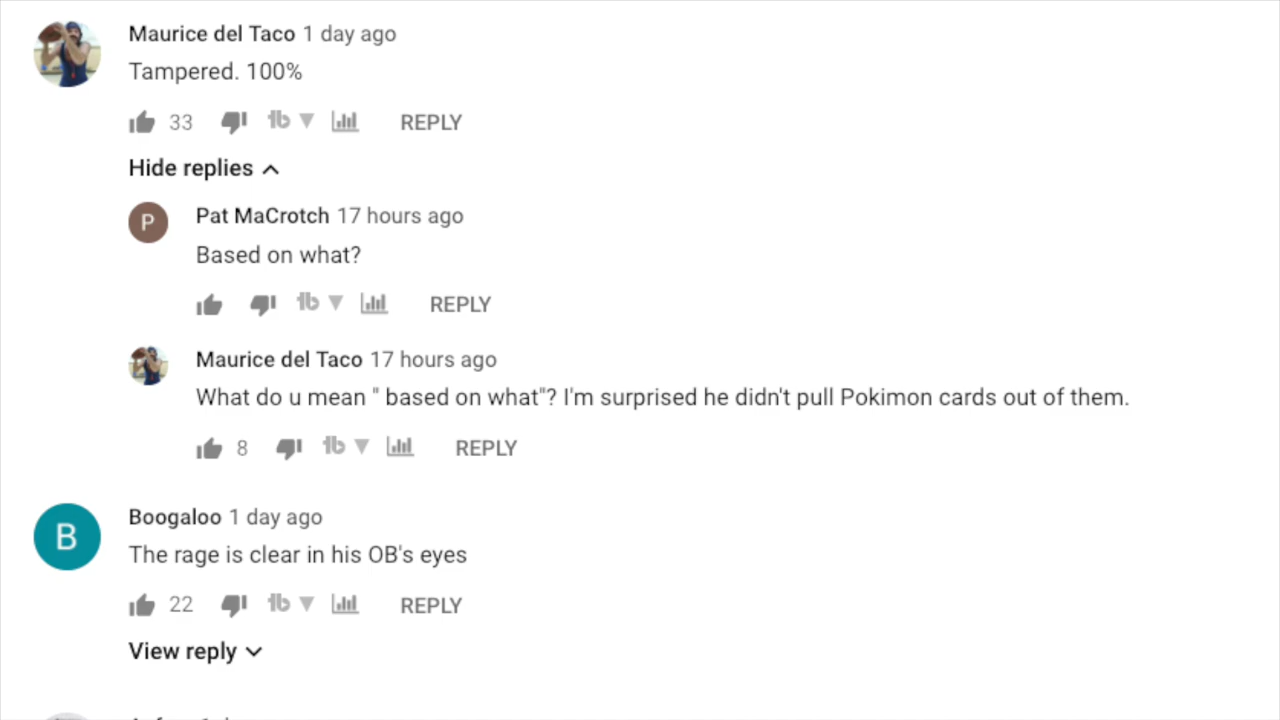 Maurice del Taco 1 day ago
Tampered. 100%
33 REPLY
Hide replies
P
Pat MaCrotch 17 hours ago
Based on what?
REPLY
Maurice del Taco 17 hours ago
What do u mean " based on what"? I'm surprised he didn't pull Pokimon cards out of them.
8 REPLY
B
Boogaloo 1 day ago
The rage is clear in his OB's eyes
22 REPLY
View reply